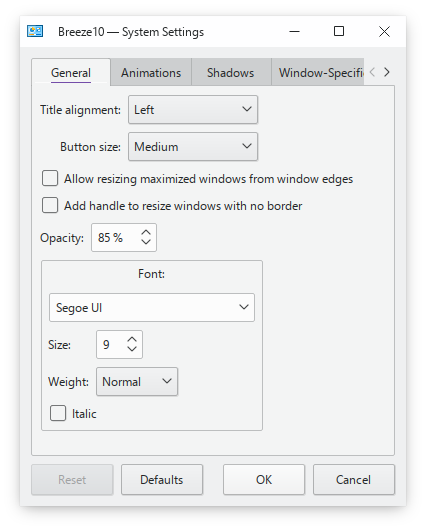 Breeze10 — System Settings
General Animations Shadows Window-Specifi
Title alignment: Left
Button size: Medium
Allow resizing maximized windows from window edges
Add handle to resize windows with no border
Opacity: 85 %
Font:
Segoe UI
Size: 9
Weight: Normal
Italic
Reset Defaults OK Cancel